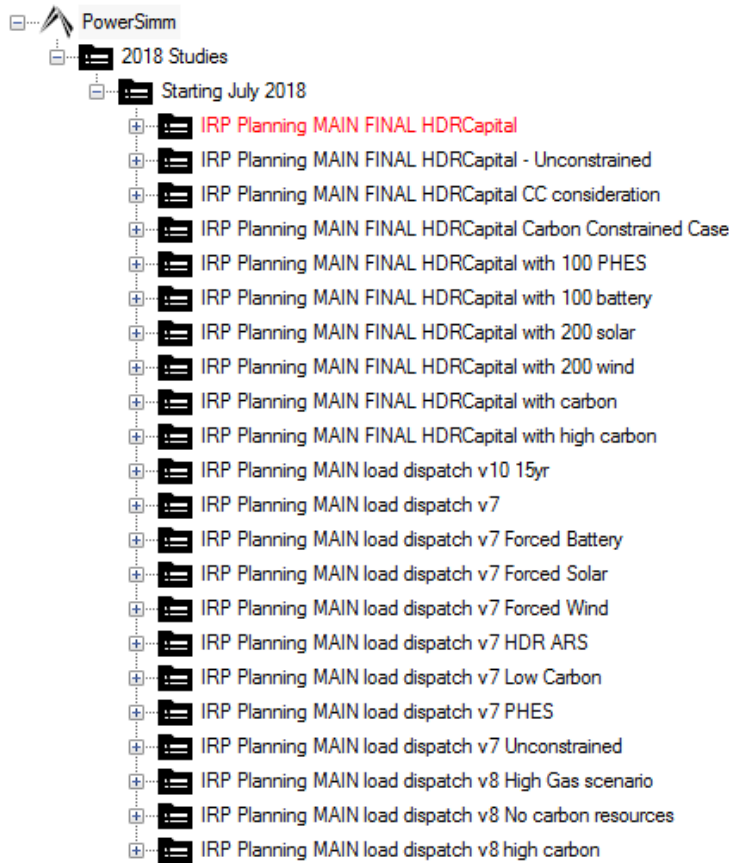 PowerSimm
2018 Studies
Starting July 2018
IRP Planning MAIN FINAL HDRCapital
IRP Planning MAIN FINAL HDRCapital - Unconstrained
IRP Planning MAIN FINAL HDRCapital CC consideration
IRP Planning MAIN FINAL HDRCapital Carbon Constrained Case
IRP Planning MAIN FINAL HDRCapital with 100 PHES
IRP Planning MAIN FINAL HDRCapital with 100 battery
IRP Planning MAIN FINAL HDRCapital with 200 solar
IRP Planning MAIN FINAL HDRCapital with 200 wind
IRP Planning MAIN FINAL HDRCapital with carbon
IRP Planning MAIN FINAL HDRCapital with high carbon
IRP Planning MAIN load dispatch v10 15yr
IRP Planning MAIN load dispatch v7
IRP Planning MAIN load dispatch v7 Forced Battery
IRP Planning MAIN load dispatch v7 Forced Solar
IRP Planning MAIN load dispatch v7 Forced Wind
IRP Planning MAIN load dispatch v7 HDR ARS
IRP Planning MAIN load dispatch v7 Low Carbon
IRP Planning MAIN load dispatch v7 PHES
IRP Planning MAIN load dispatch v7 Unconstrained
IRP Planning MAIN load dispatch v8 High Gas scenario
IRP Planning MAIN load dispatch v8 No carbon resources
IRP Planning MAIN load dispatch v8 high carbon